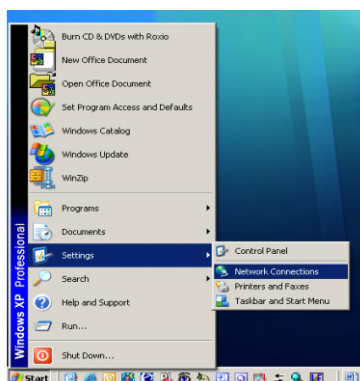 Burn CD & DVDs with Roxio
New Office Document
Open Office Document
Set Program Access and Defaults
Windows Catalog
Windows Update
WinZip
Programs
Documents
Settings
Control Panel
Network Connections
Printers and Faxes
Taskbar and Start Menu
Search
Help and Support
Run...
Shut Down...
Windows XP Professional
Start